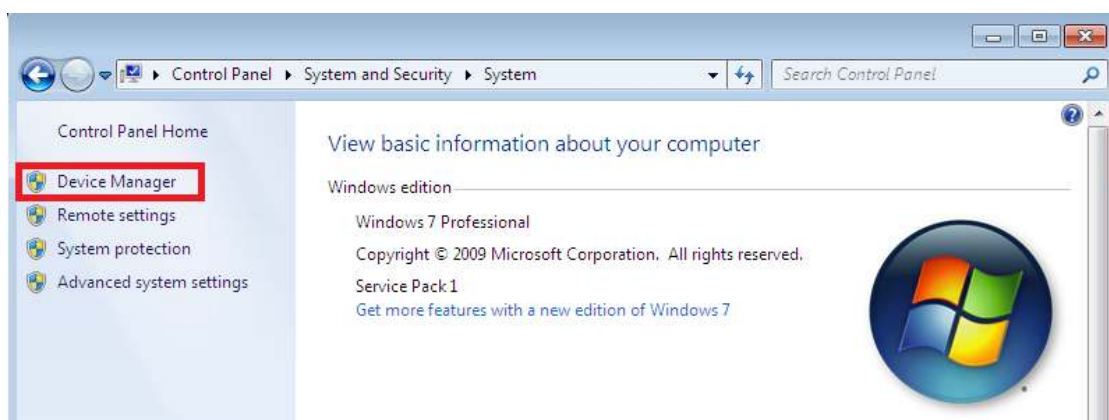 Control Panel
System and Security
System
Search Control Panel
Control Panel Home
Device Manager
Remote settings
System protection
Advanced system settings
View basic information about your computer
Windows edition
Windows 7 Professional
Copyright © 2009 Microsoft Corporation. All rights reserved.
Service Pack 1
Get more features with a new edition of Windows 7